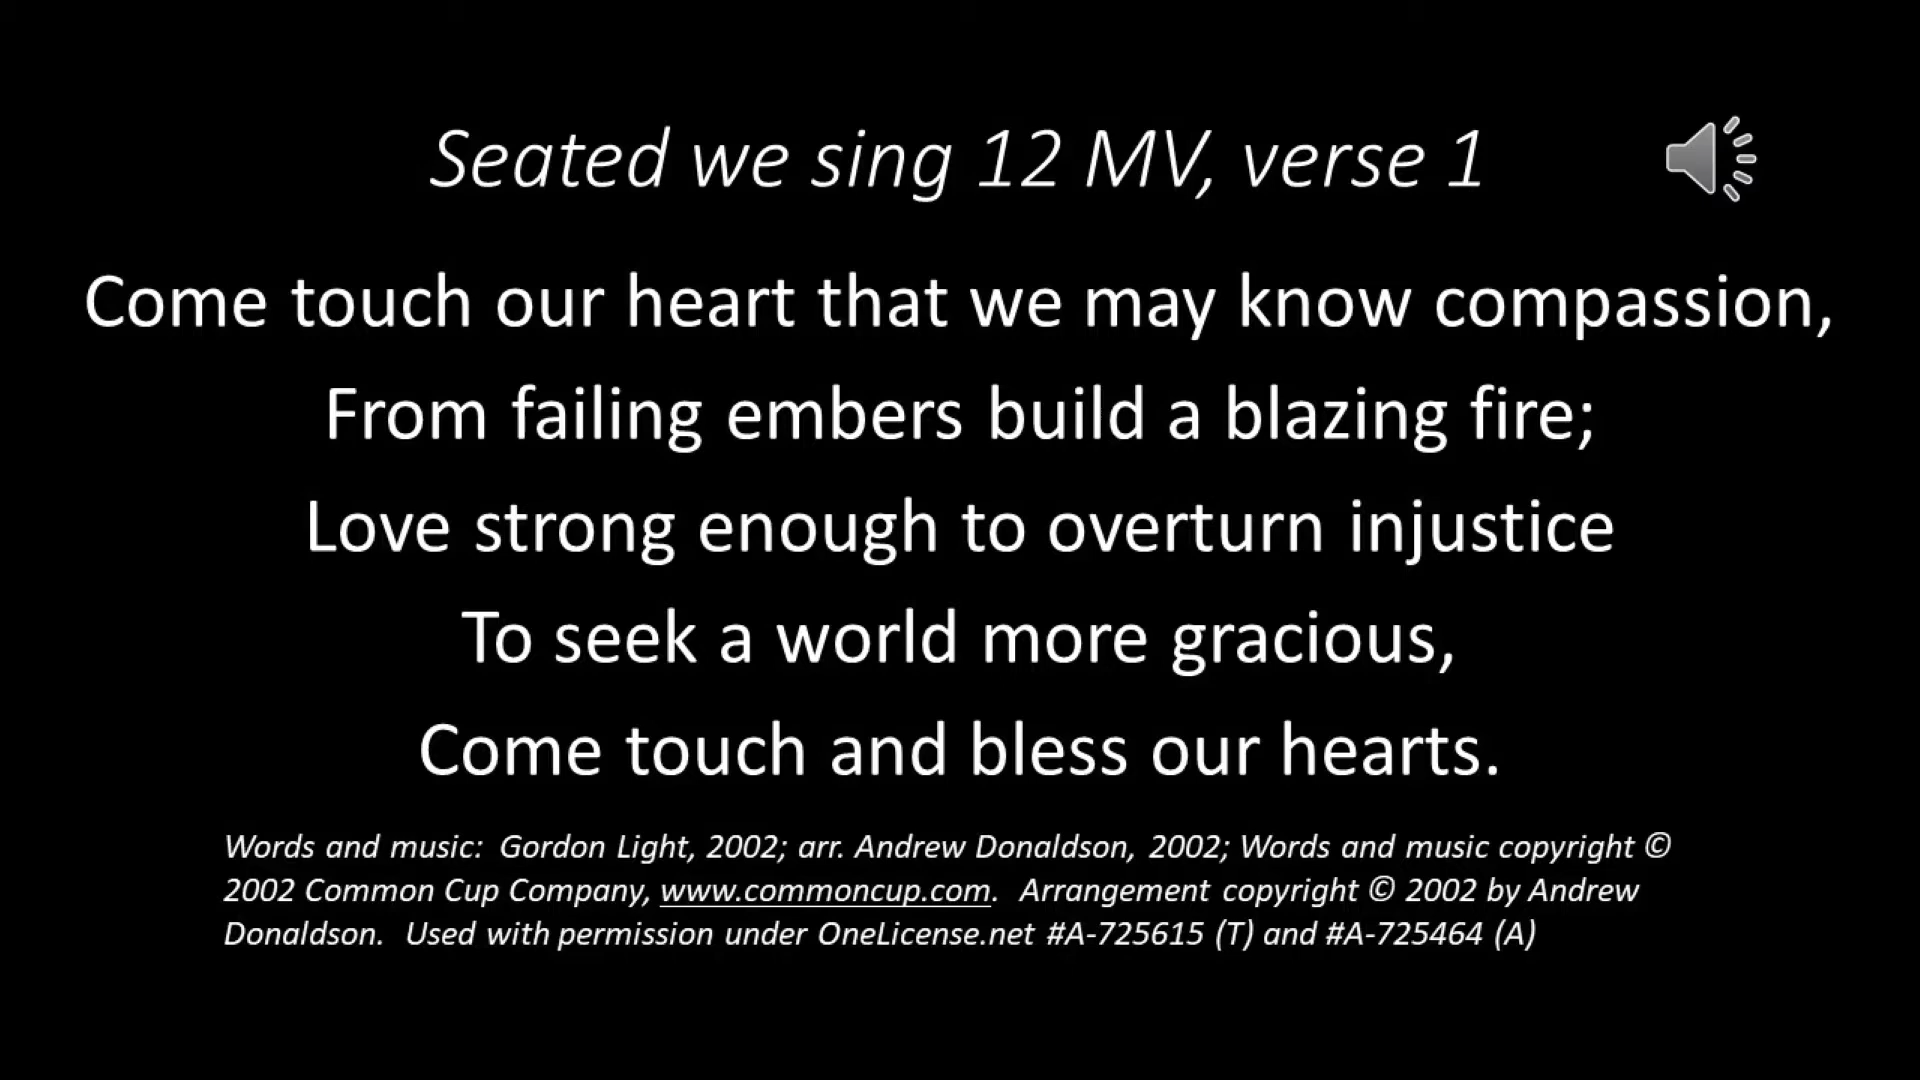 Seated we sing 12 MV, verse 1
Come touch our heart that we may know compassion,
From failing embers build a blazing fire;
Love strong enough to overturn injustice
To seek a world more gracious,
Come touch and bless our hearts.
Words and music:  Gordon Light, 2002; arr. Andrew Donaldson, 2002; Words and music copyright ©
2002 Common Cup Company, www.commoncup.com.  Arrangement copyright © 2002 by Andrew
Donaldson.  Used with permission under OneLicense.net #A-725615 (T) and #A-725464 (A)